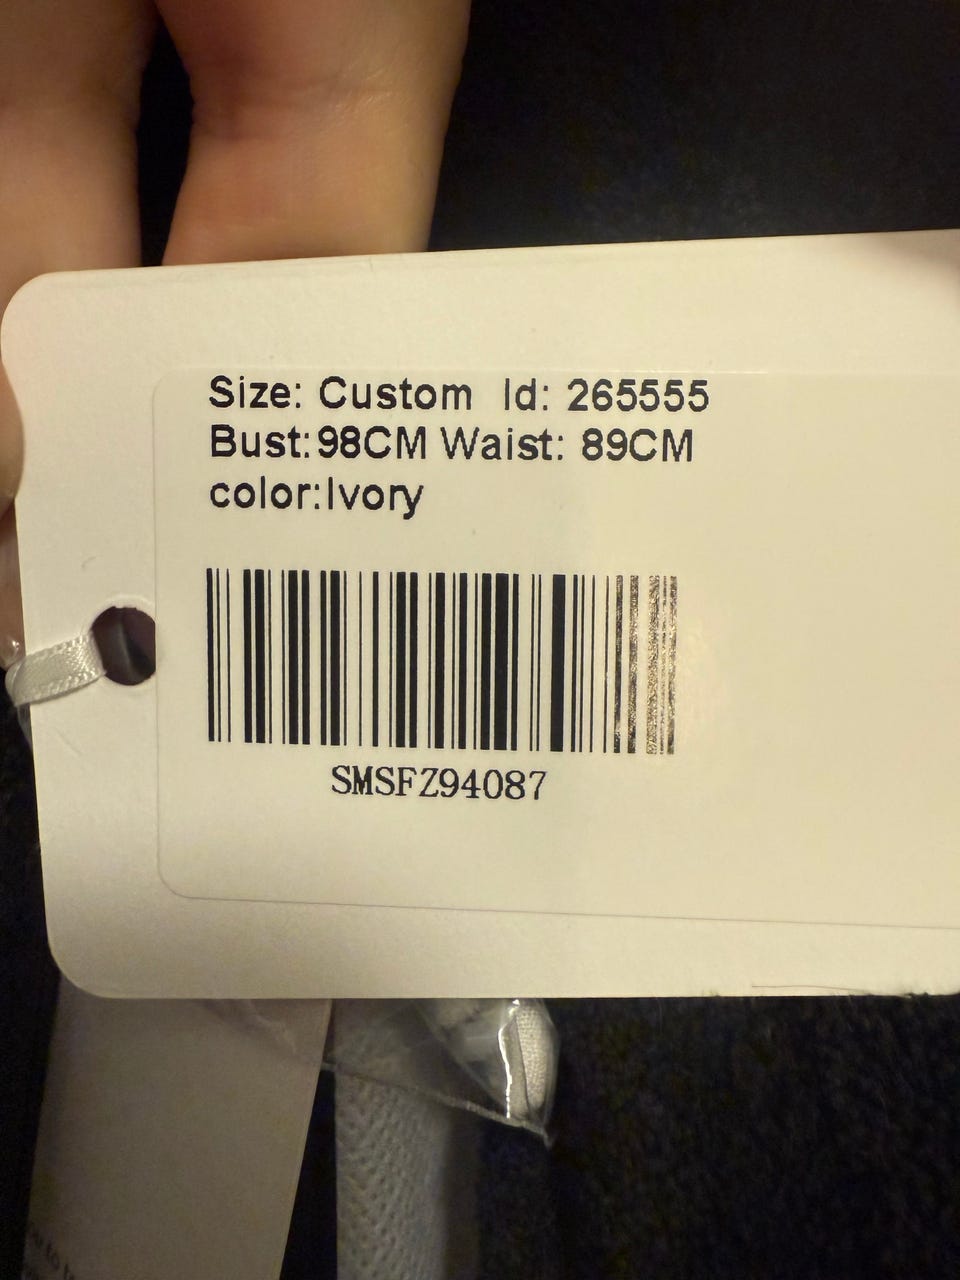 Size: Custom Id: 265555
Bust:98CM Waist: 89CM
color:Ivory
SMSFZ94087